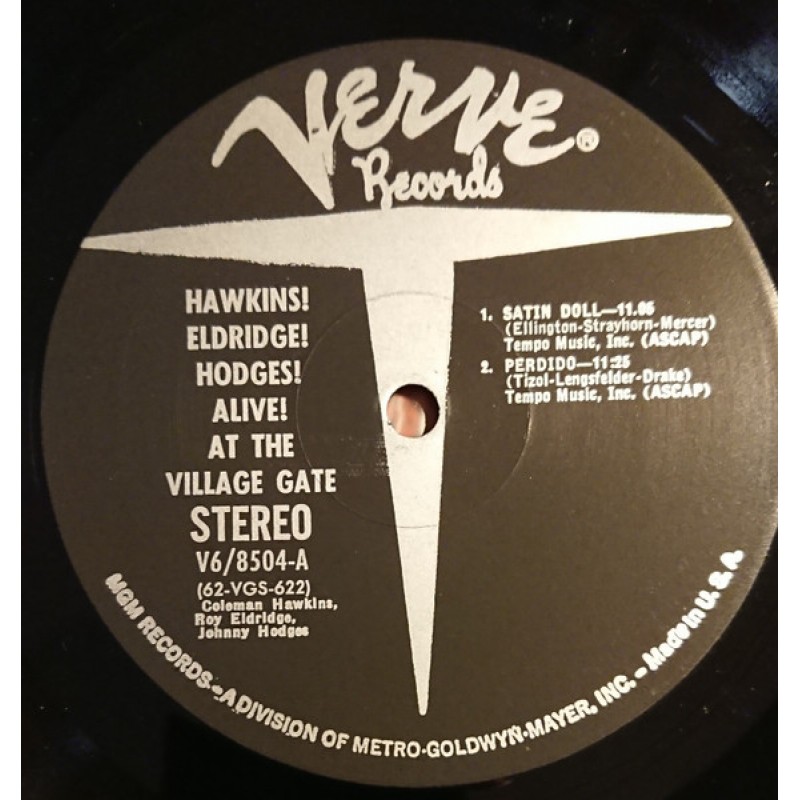 Verve®
Records
HAWKINS!
ELDRIDGE!
HODGES!
ALIVE!
AT THE
VILLAGE GATE
STEREO
V6/8504-A
(62-VGS-622)
Coleman Hawkins,
Roy Eldridge,
Johnny Hodges
1. SATIN DOLL—11.05
(Ellington-Strayhorn-Mercer)
Tempo Music, Inc. (ASCAP)
2. PERDIDO—11:25
(Tizol-Lengsfelder-Drake)
Tempo Music, Inc. (ASCAP)
MGM RECORDS-A DIVISION OF METRO-GOLDWYN-MAYER, INC. - Made in U.S.A.